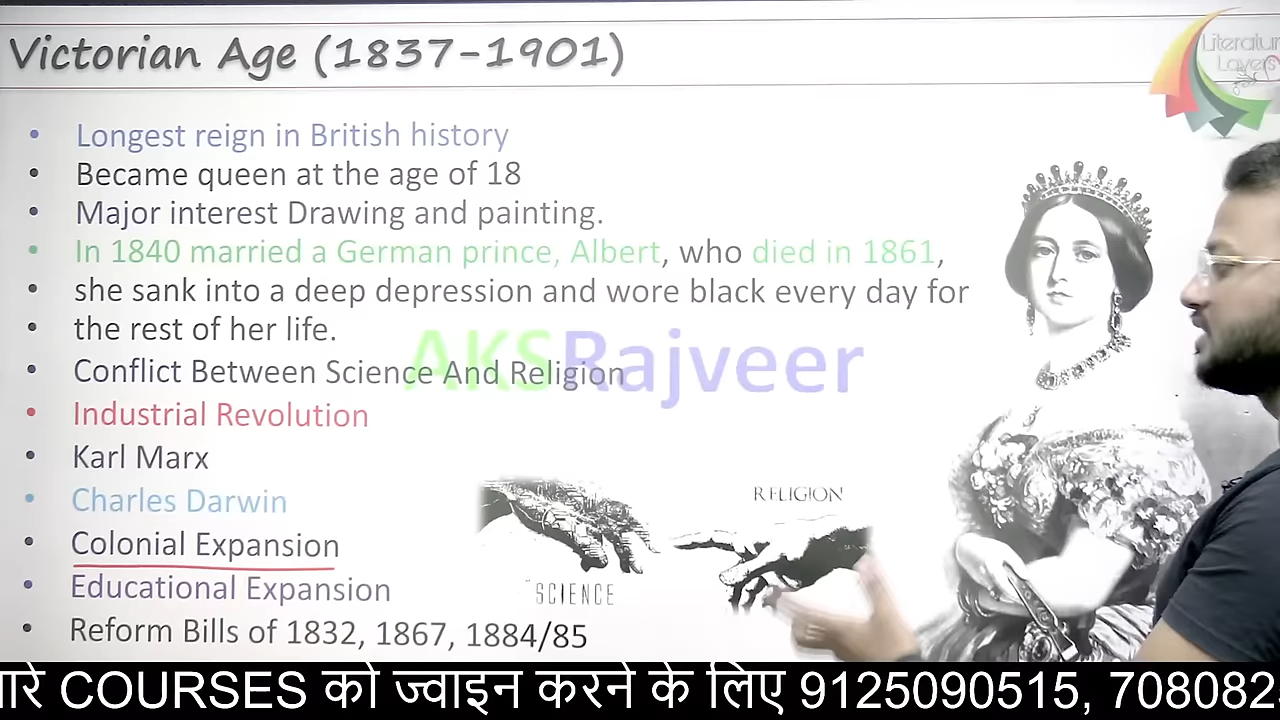 Victorian Age (1837-1901)
Literatur
Lovers
• Longest reign in British history
• Became queen at the age of 18
• Major interest Drawing and painting.
• In 1840 married a German prince, Albert, who died in 1861,
• she sank into a deep depression and wore black every day for
• the rest of her life.
AKSRajveer
• Conflict Between Science And Religion
• Industrial Revolution
• Karl Marx
• Charles Darwin
• Colonial Expansion
• Educational Expansion
• Reform Bills of 1832, 1867, 1884/85
RELIGION
SCIENCE
ारे COURSES को ज्वाइन करने के लिए 9125090515, 708082